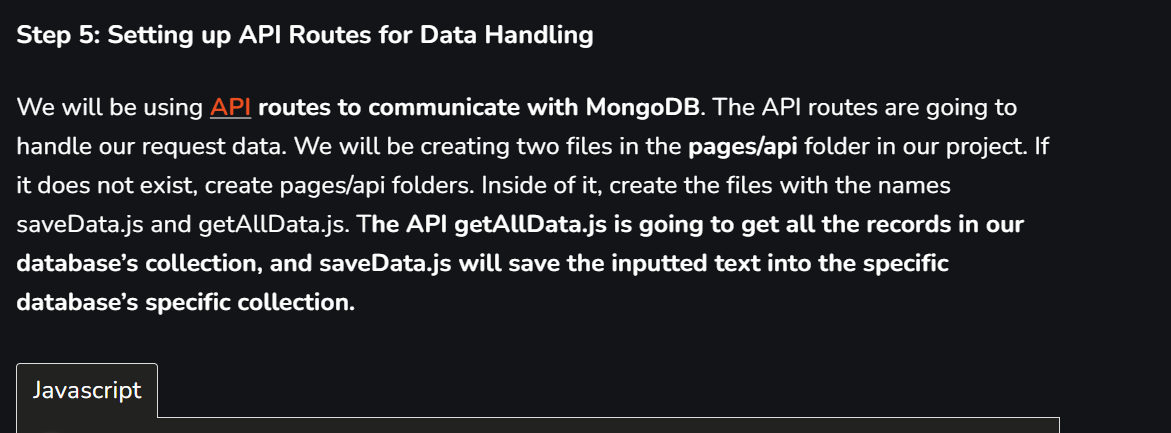 Step 5: Setting up API Routes for Data Handling
We will be using API routes to communicate with MongoDB. The API routes are going to
handle our request data. We will be creating two files in the pages/api folder in our project. If
it does not exist, create pages/api folders. Inside of it, create the files with the names
saveData.js and getAllData.js. The API getAllData.js is going to get all the records in our
database’s collection, and saveData.js will save the inputted text into the specific
database’s specific collection.
Javascript